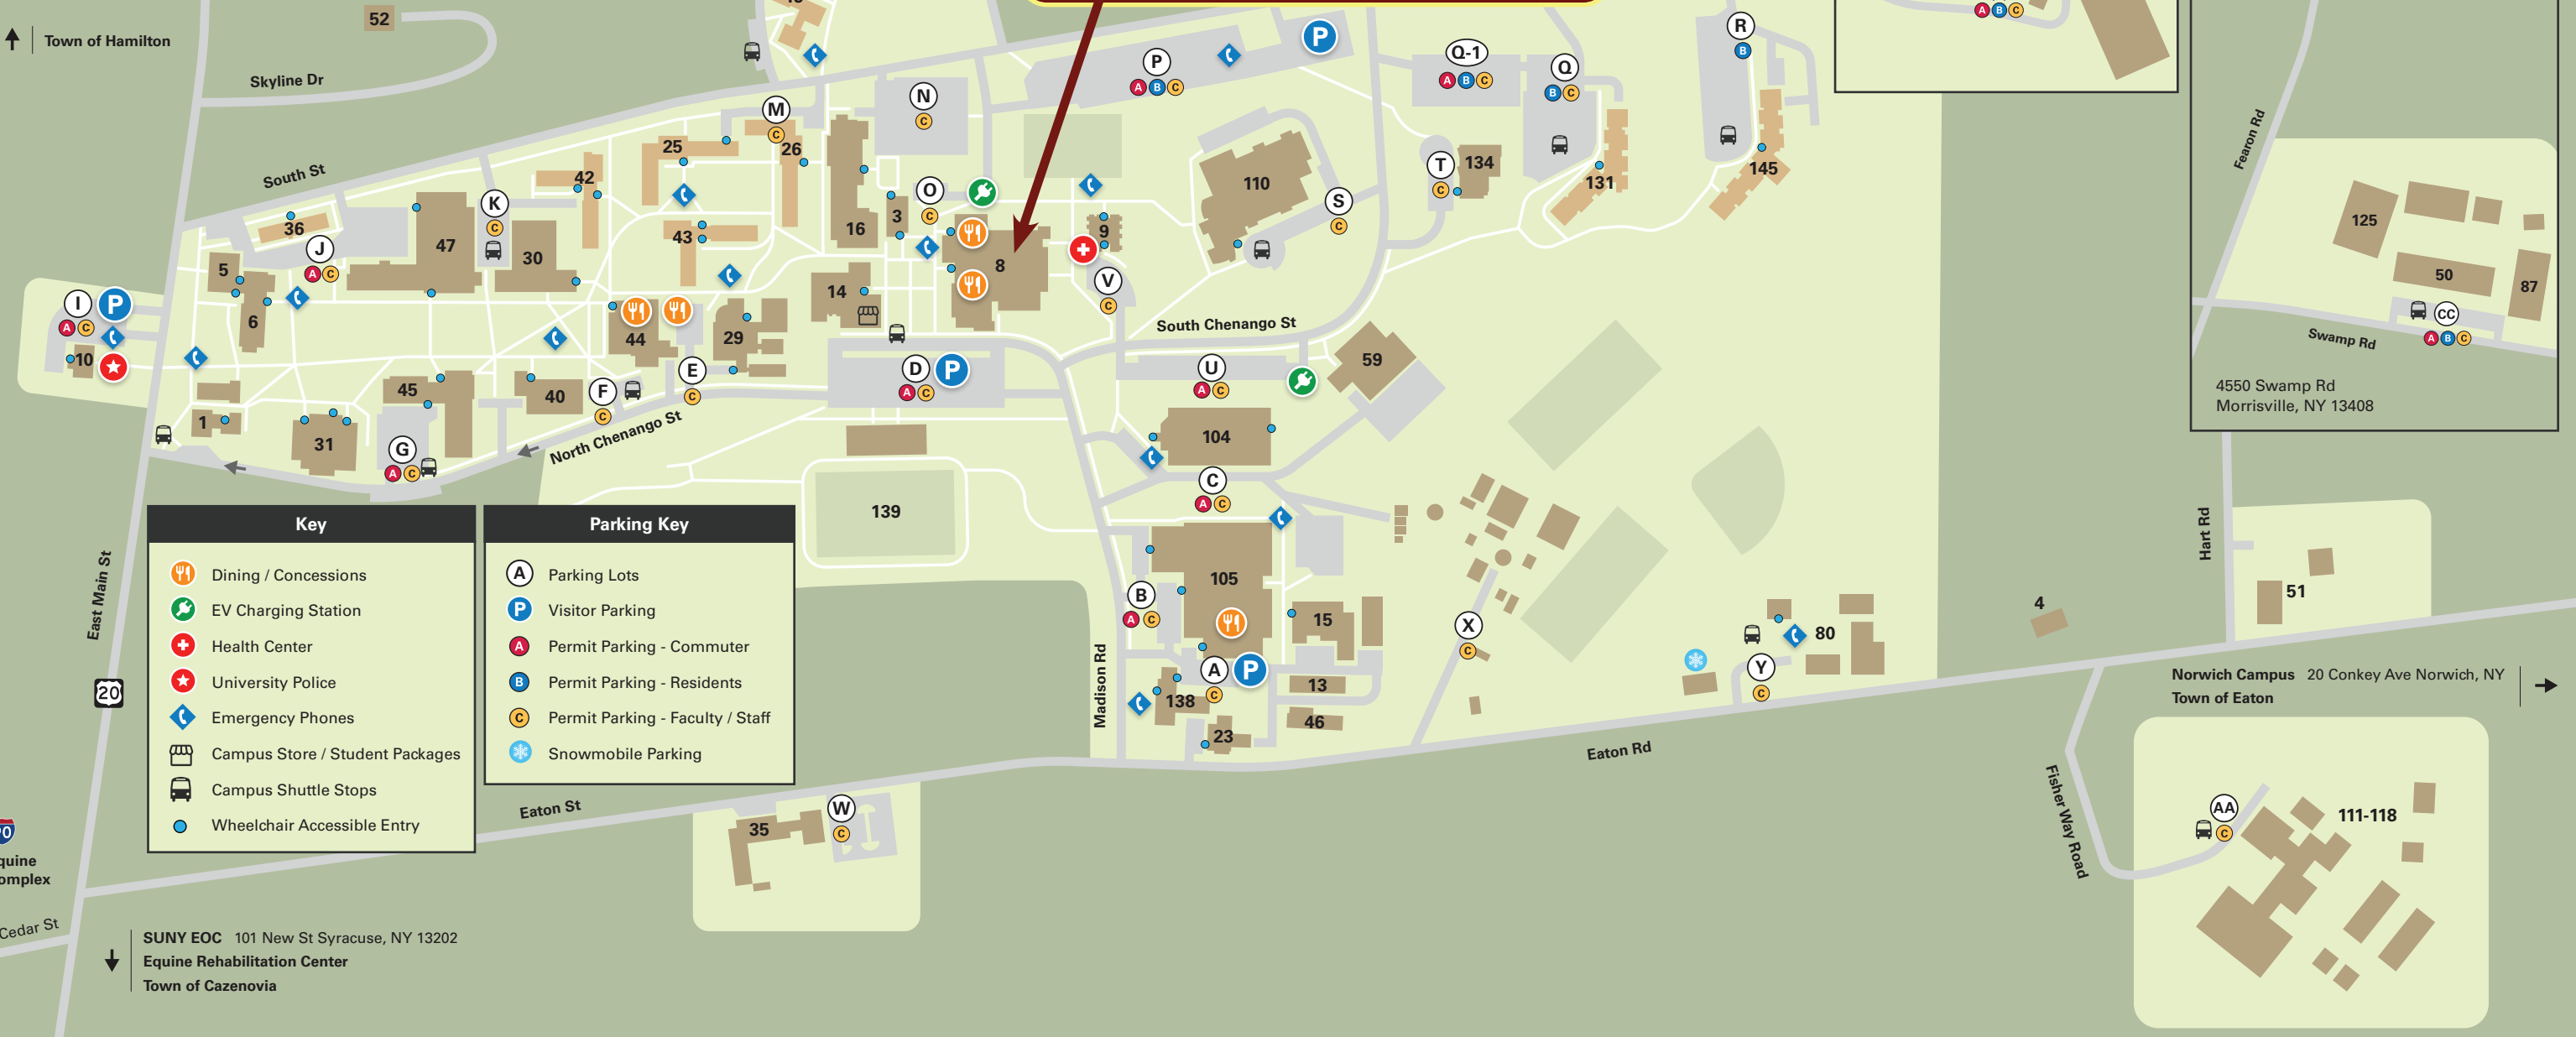 52
Town of Hamilton
Skyline Dr
South St
P
A B C
P
Q-1
A B C
Q
B C
R
B
A B C
Fearon Rd
M
C
N
C
25
26
42
36
J
A C
47
K
C
30
43
16
3
O
C
8
9
V
C
110
S
C
T
C
134
131
145
125
50
87
CC
A B C
Swamp Rd
4550 Swamp Rd
Morrisville, NY 13408
5
6
I
P
A C
10
14
44
29
South Chenango St
59
U
A C
D
P
A C
E
C
F
C
45
40
1
31
G
A C
North Chenango St
104
C
A C
139
105
B
A C
15
A
P
C
13
138
46
23
X
C
80
Y
C
4
51
Hart Rd
East Main St
20
Madison Rd
Eaton Rd
Eaton St
35
W
C
Key
Dining / Concessions
EV Charging Station
Health Center
University Police
Emergency Phones
Campus Store / Student Packages
Campus Shuttle Stops
Wheelchair Accessible Entry
Parking Key
A Parking Lots
P Visitor Parking
A Permit Parking - Commuter
B Permit Parking - Residents
C Permit Parking - Faculty / Staff
Snowmobile Parking
Norwich Campus 20 Conkey Ave Norwich, NY
Town of Eaton
Fisher Way Road
AA
C
111-118
quine
omplex
Cedar St
SUNY EOC 101 New St Syracuse, NY 13202
Equine Rehabilitation Center
Town of Cazenovia